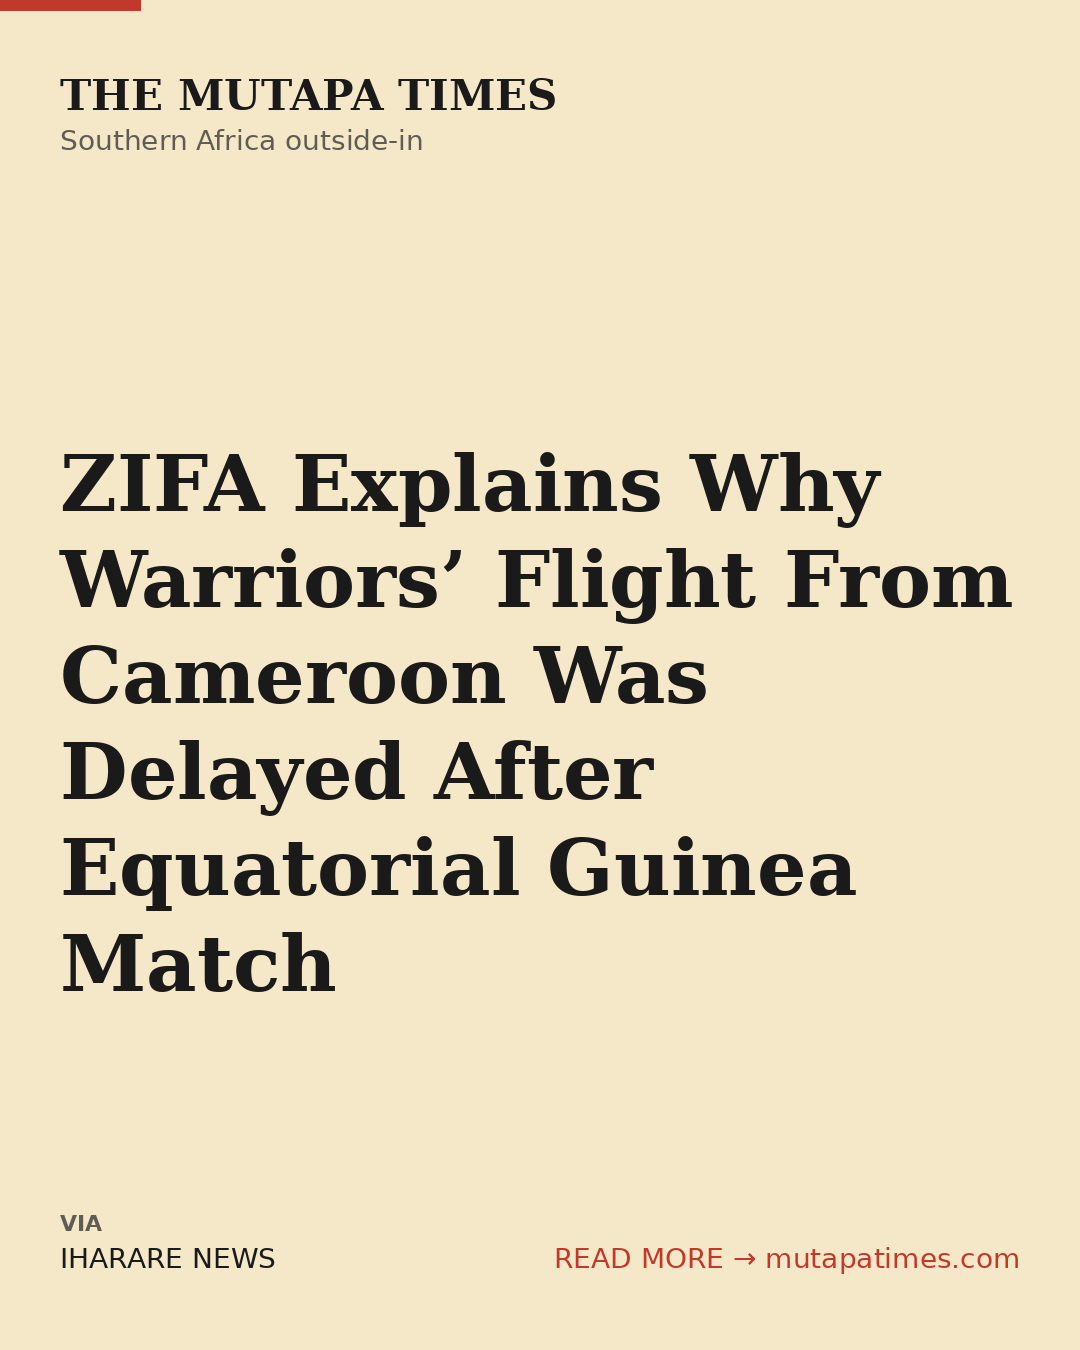 THE MUTAPA TIMES
Southern Africa outside-in
ZIFA Explains Why
Warriors’ Flight From
Cameroon Was
Delayed After
Equatorial Guinea
Match
VIA
IHARARE NEWS
READ MORE → mutapatimes.com